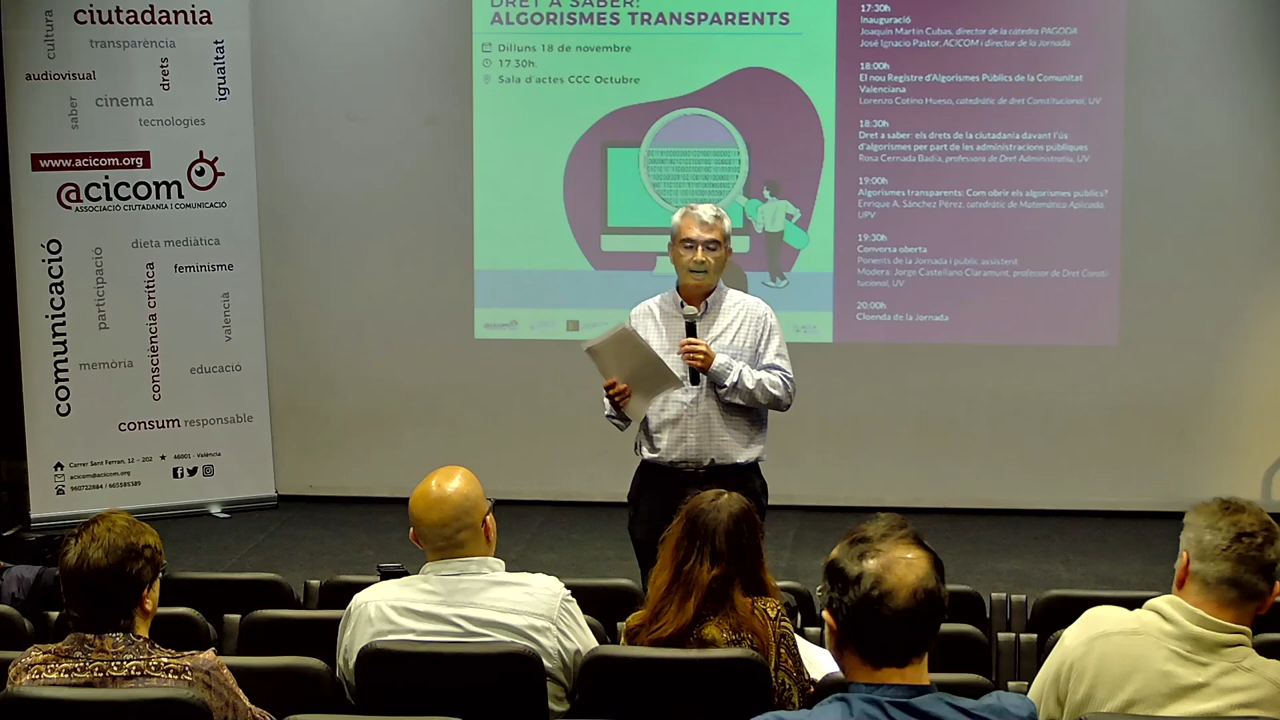 cultura
ciutadania
transparència
audiovisual
drets
igualtat
saber
cinema
tecnologies
www.acicom.org
@cicom
ASSOCIACIÓ CIUTADANIA I COMUNICACIÓ
comunicació
participació
dieta mediàtica
feminisme
consciència crítica
valencià
memòria
educació
consum responsable
Carrer Sant Ferran, 12 - 202 ★ 46001 - València
acicom@acicom.org
960722884 / 665585389
DRET A SABER:
ALGORISMES TRANSPARENTS
Dilluns 18 de novembre
17:30h.
Sala d'actes CCC Octubre
17:30h
Inauguració
Joaquín Martín Cubas, director de la càtedra PAGODA
José Ignacio Pastor, ACICOM i director de la Jornada
18:00h
El nou Registre d'Algorismes Públics de la Comunitat
Valenciana
Lorenzo Cotino Hueso, catedràtic de dret Constitucional, UV
18:30h
Dret a saber: els drets de la ciutadania davant l'ús
d'algorismes per part de les administracions públiques
Rosa Cernada Badía, professora de Dret Administratiu, UV
19:00h
Algorismes transparents: Com obrir els algorismes públics?
Enrique A. Sánchez Pérez, catedràtic de Matemàtica Aplicada,
UPV
19:30h
Conversa oberta
Ponents de la Jornada i públic assistent
Modera: Jorge Castellano Claramunt, professor de Dret Consti-
tucional, UV
20:00h
Cloenda de la Jornada